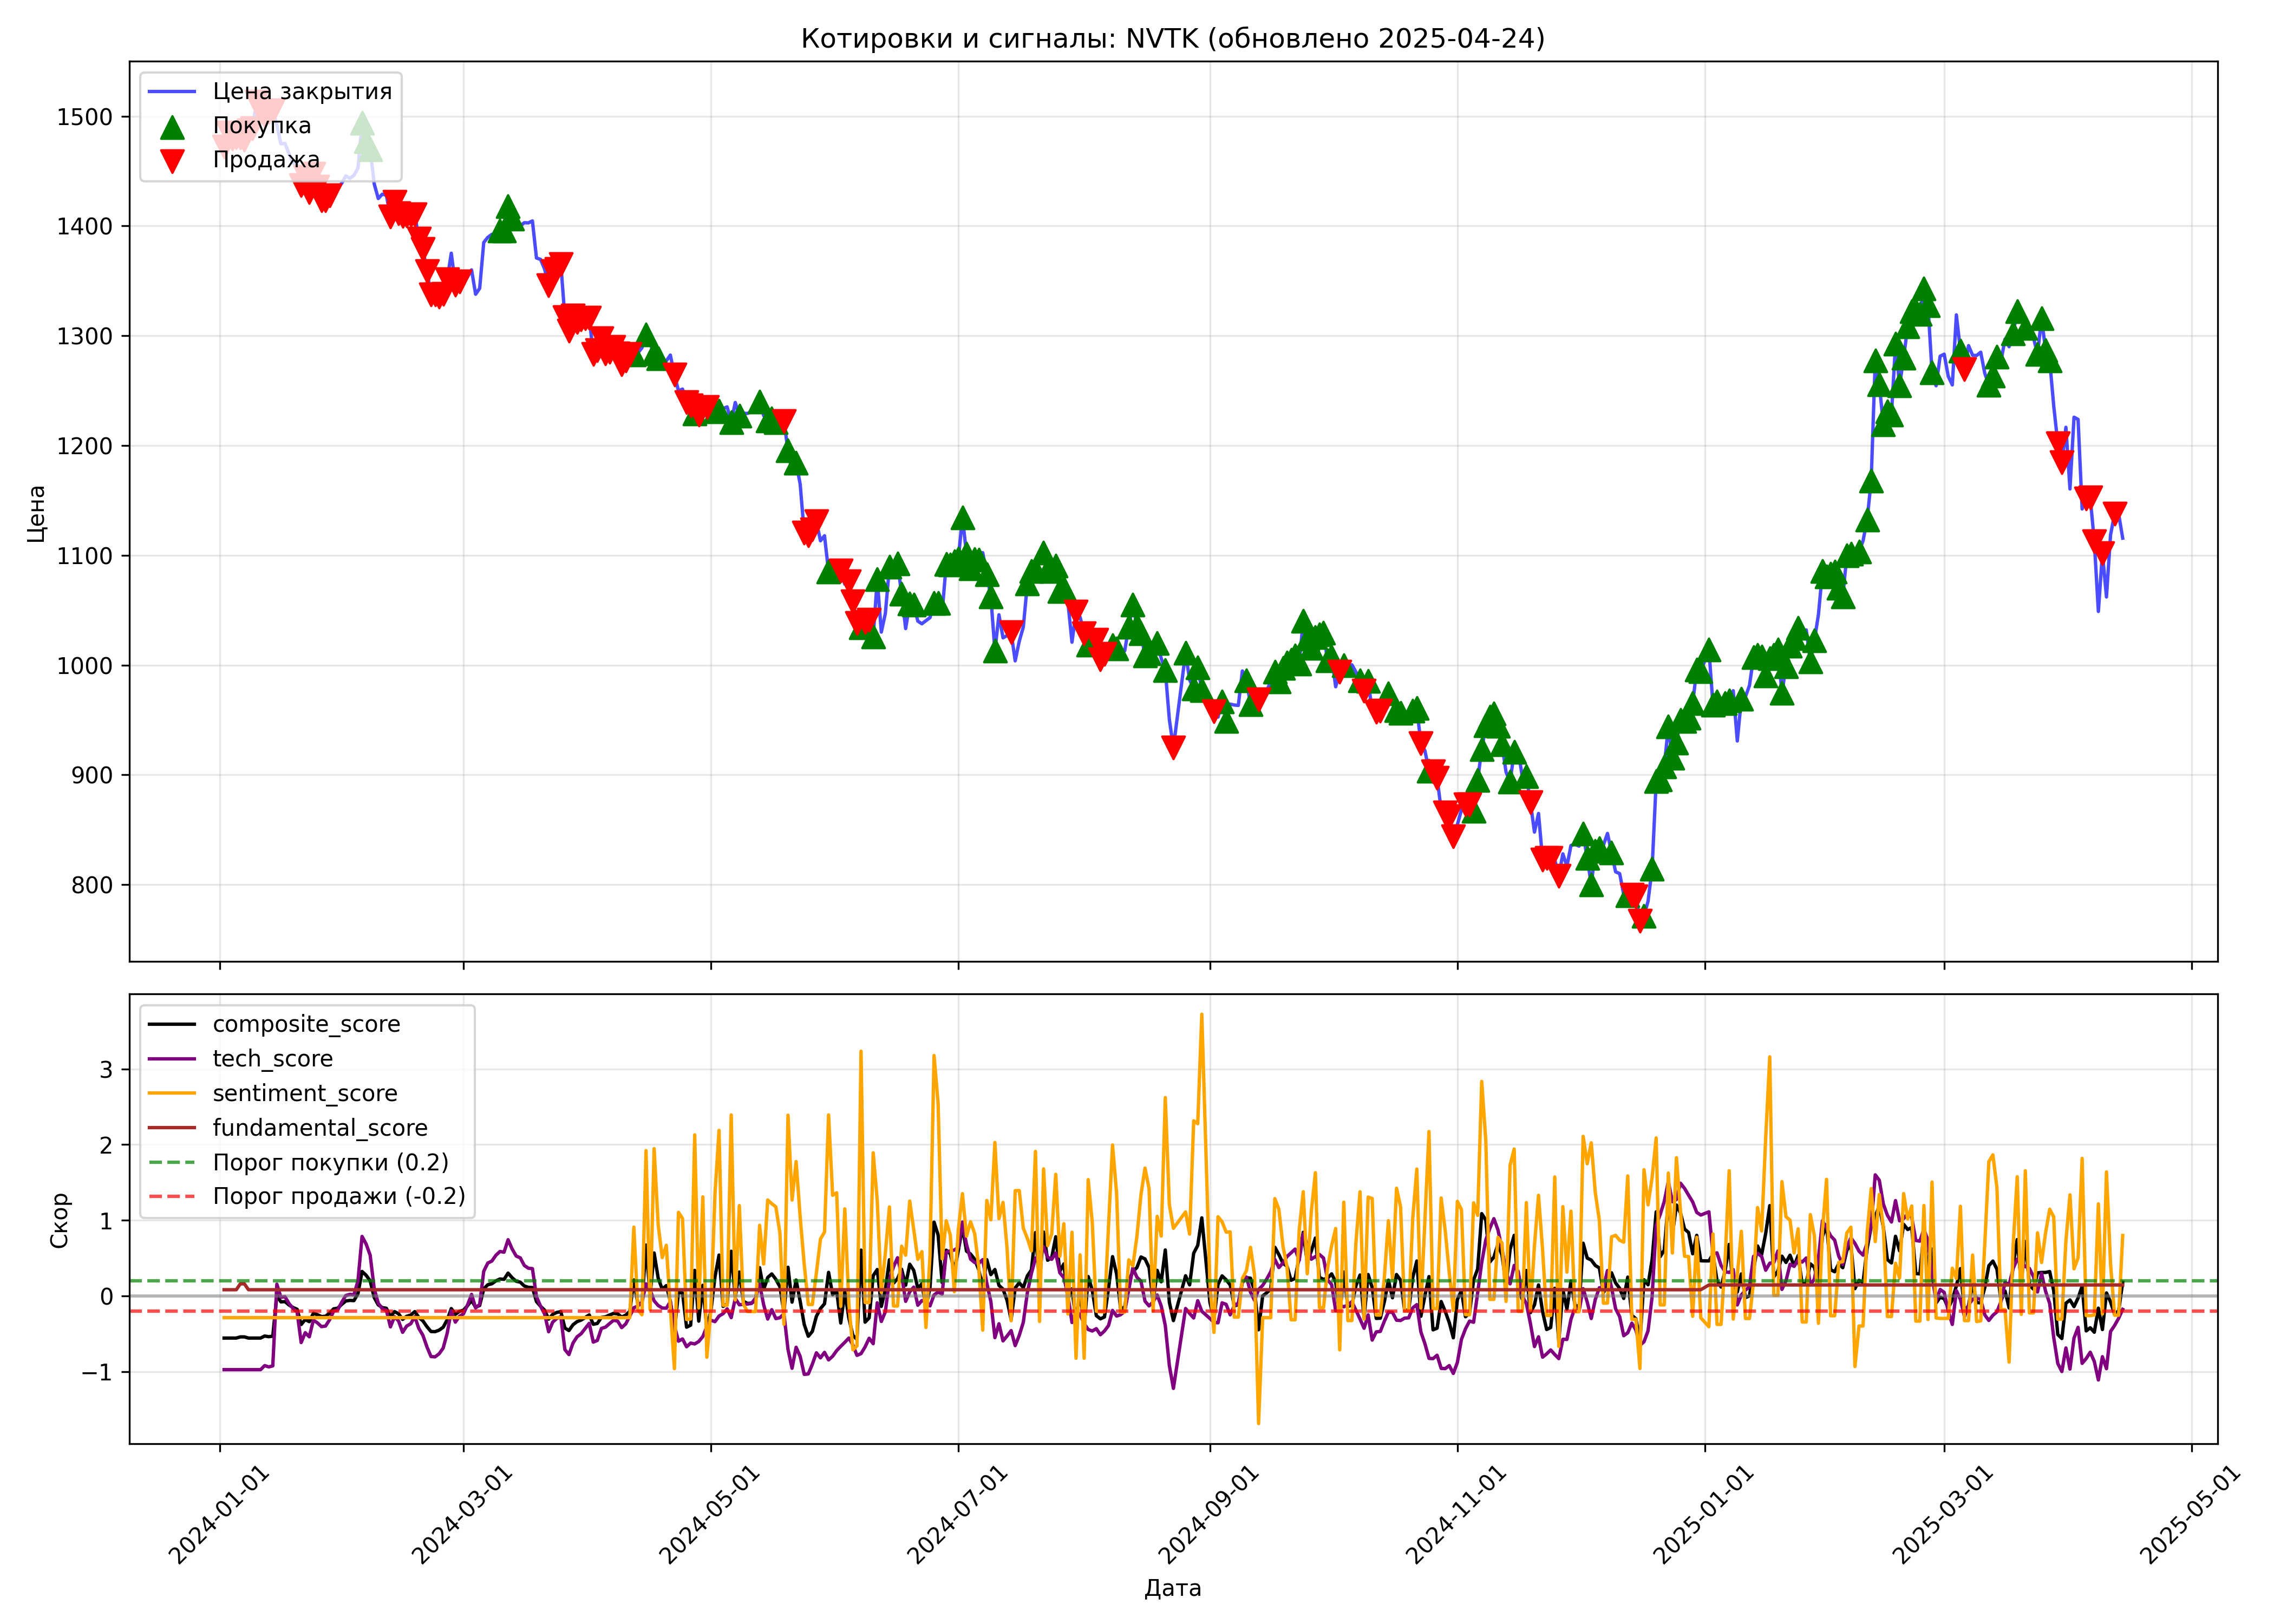 Котировки и сигналы: NVTK (обновлено 2025-04-24)
Цена закрытия
Покупка
Продажа
1500
1400
1300
1200
1100
1000
900
800
Цена
composite_score
tech_score
sentiment_score
fundamental_score
Порог покупки (0.2)
Порог продажи (-0.2)
3
2
1
0
−1
Скор
2024-01-01
2024-03-01
2024-05-01
2024-07-01
2024-09-01
2024-11-01
2025-01-01
2025-03-01
2025-05-01
Дата